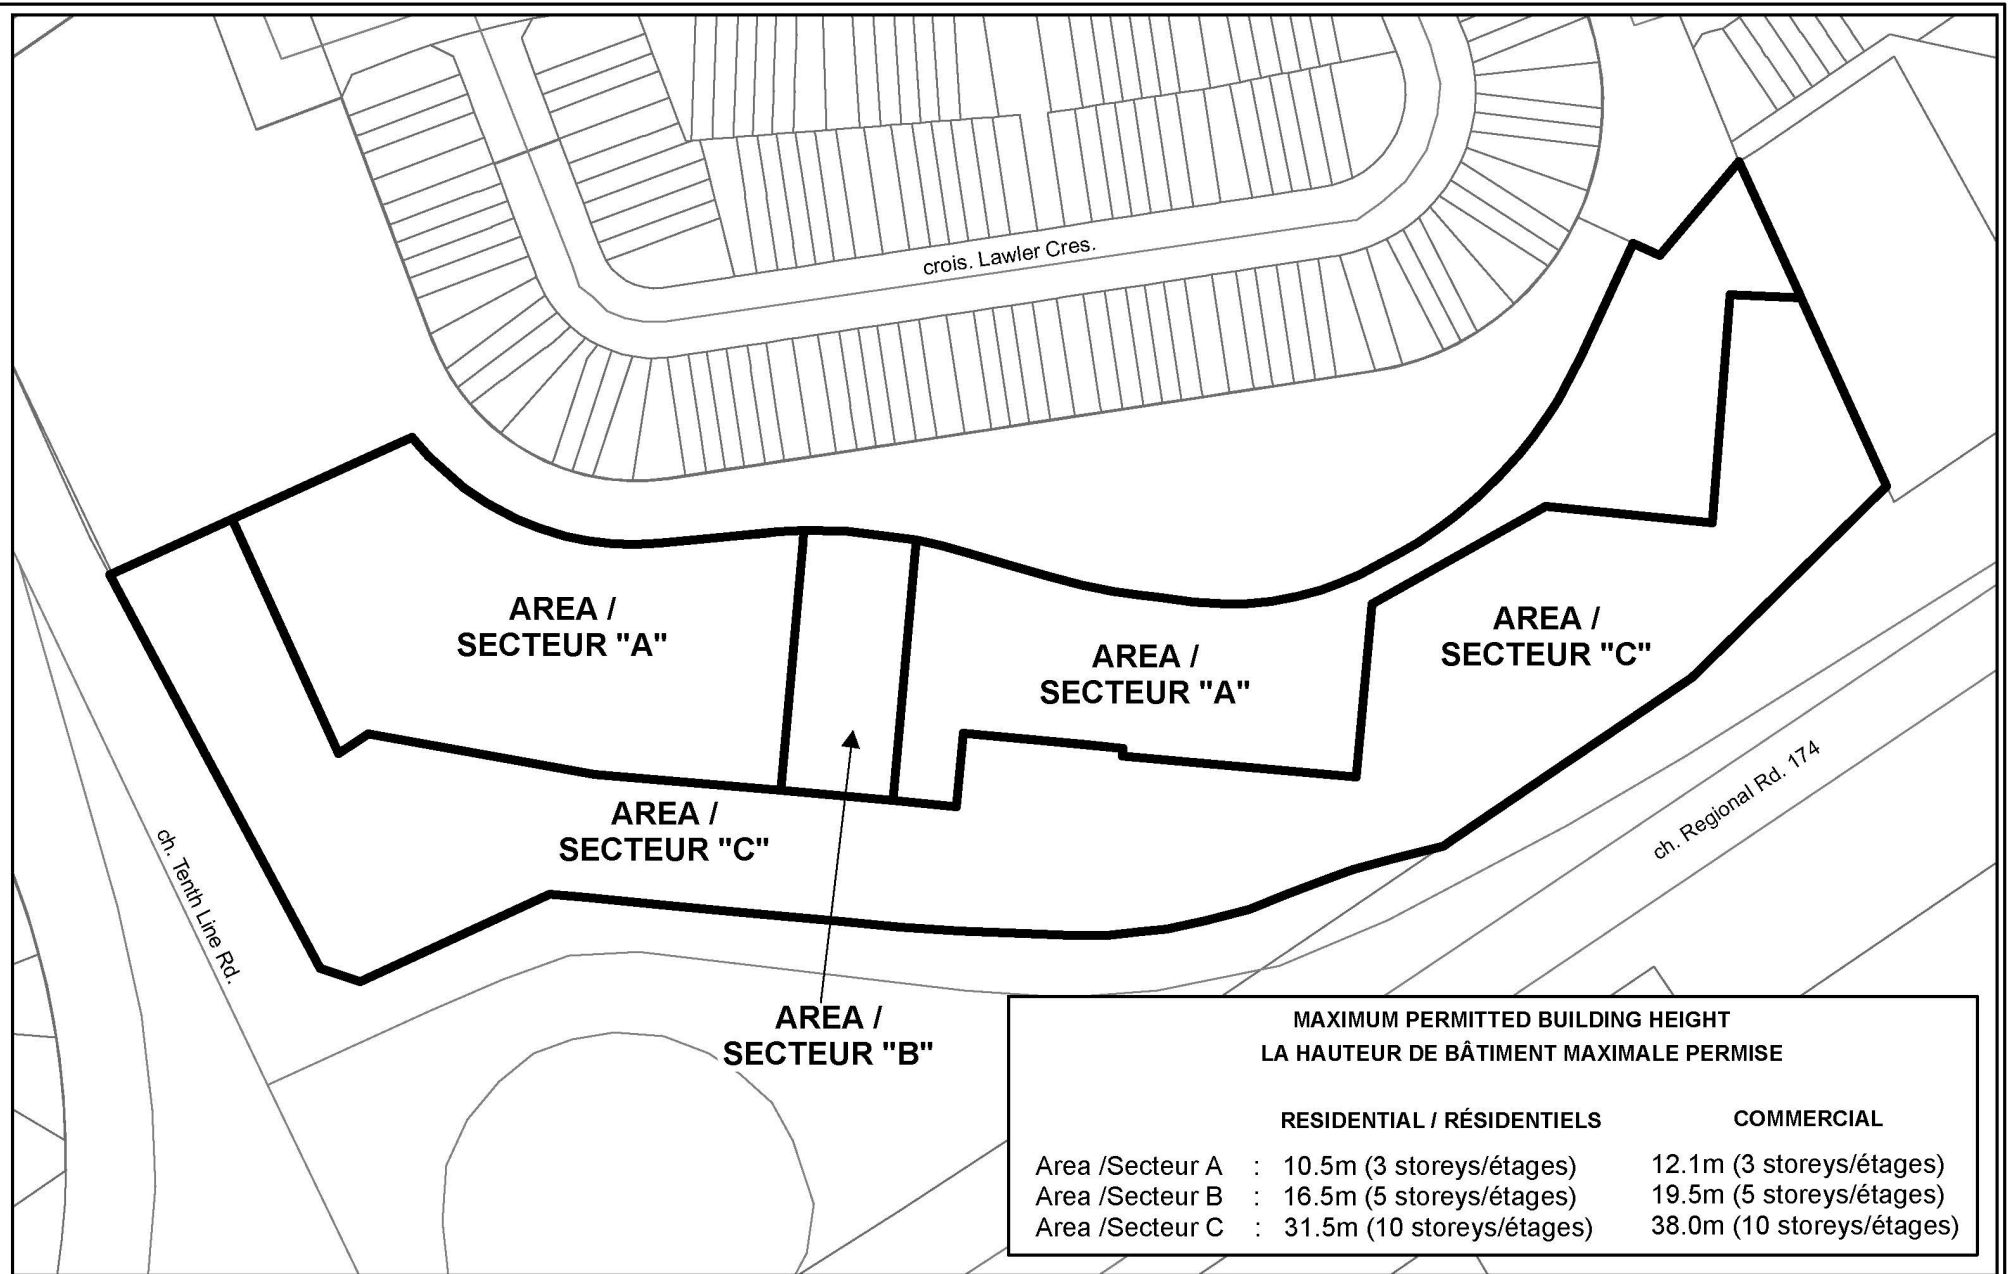 crois. Lawler Cres.
AREA /
SECTEUR "A"
AREA /
SECTEUR "A"
AREA /
SECTEUR "C"
AREA /
SECTEUR "C"
ch. Tenth Line Rd.
ch. Regional Rd. 174
AREA /
SECTEUR "B"
MAXIMUM PERMITTED BUILDING HEIGHT
LA HAUTEUR DE BÂTIMENT MAXIMALE PERMISE
RESIDENTIAL / RÉSIDENTIELS COMMERCIAL
Area /Secteur A : 10.5m (3 storeys/étages) 12.1m (3 storeys/étages)
Area /Secteur B : 16.5m (5 storeys/étages) 19.5m (5 storeys/étages)
Area /Secteur C : 31.5m (10 storeys/étages) 38.0m (10 storeys/étages)